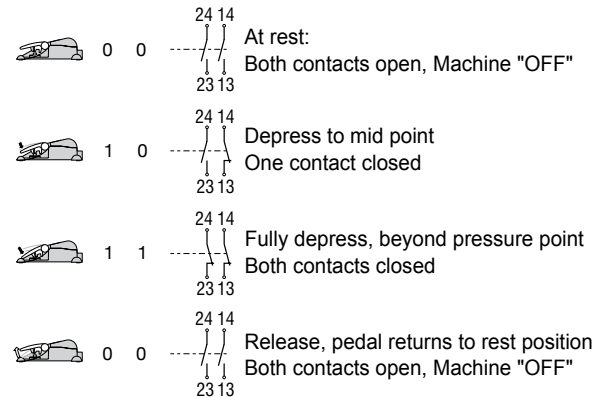 24 14
0 0 At rest:
Both contacts open, Machine "OFF"
23 13
24 14
1 0 Depress to mid point
One contact closed
23 13
24 14
1 1 Fully depress, beyond pressure point
Both contacts closed
23 13
24 14
0 0 Release, pedal returns to rest position
Both contacts open, Machine "OFF"
23 13